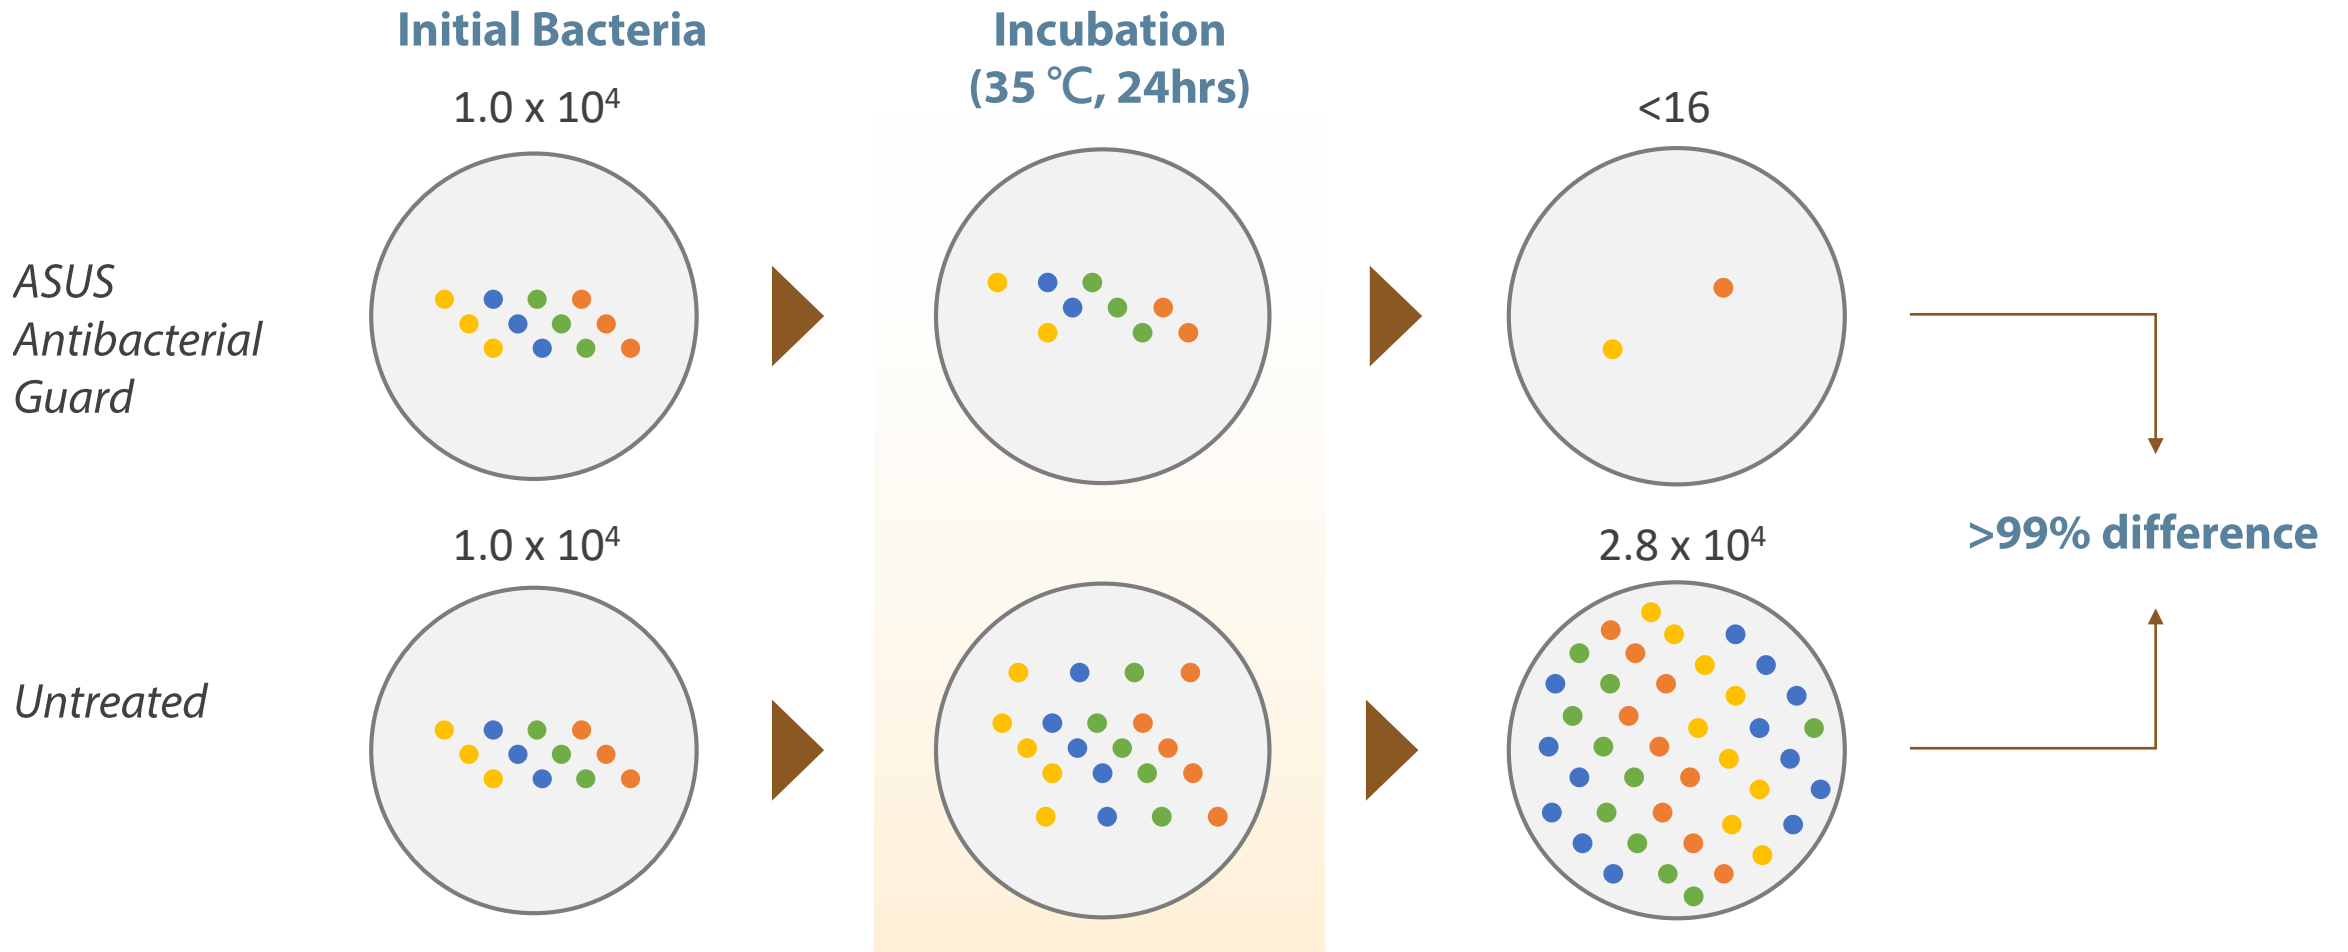 Initial Bacteria
Incubation
(35 ℃, 24hrs)
1.0 x 10⁴
<16
ASUS
Antibacterial
Guard
1.0 x 10⁴
2.8 x 10⁴
>99% difference
Untreated